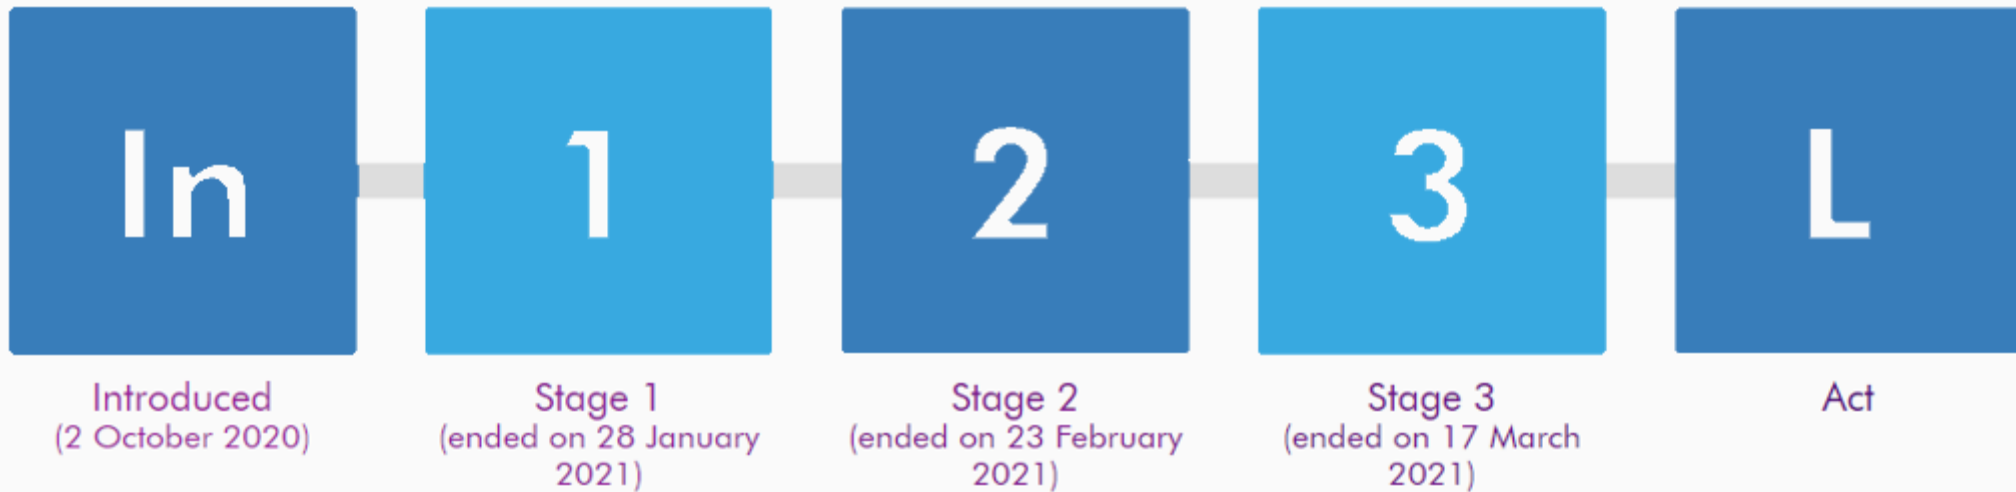 In
1
2
3
L
Introduced
(2 October 2020)
Stage 1
(ended on 28 January
2021)
Stage 2
(ended on 23 February
2021)
Stage 3
(ended on 17 March
2021)
Act